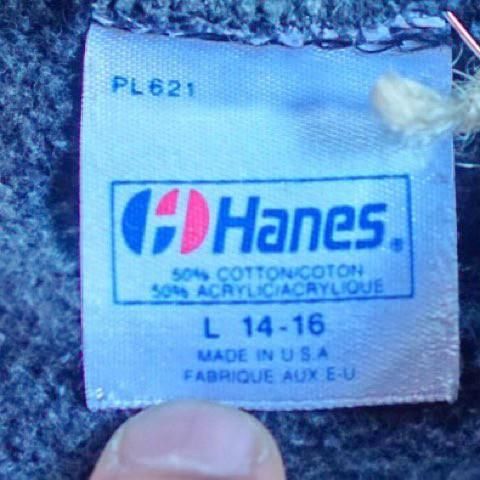 PL621
Hanes®
50% COTTON/COTON
50% ACRYLIC/ACRYLIQUE
L 14-16
MADE IN U.S.A
FABRIQUE AUX E-U